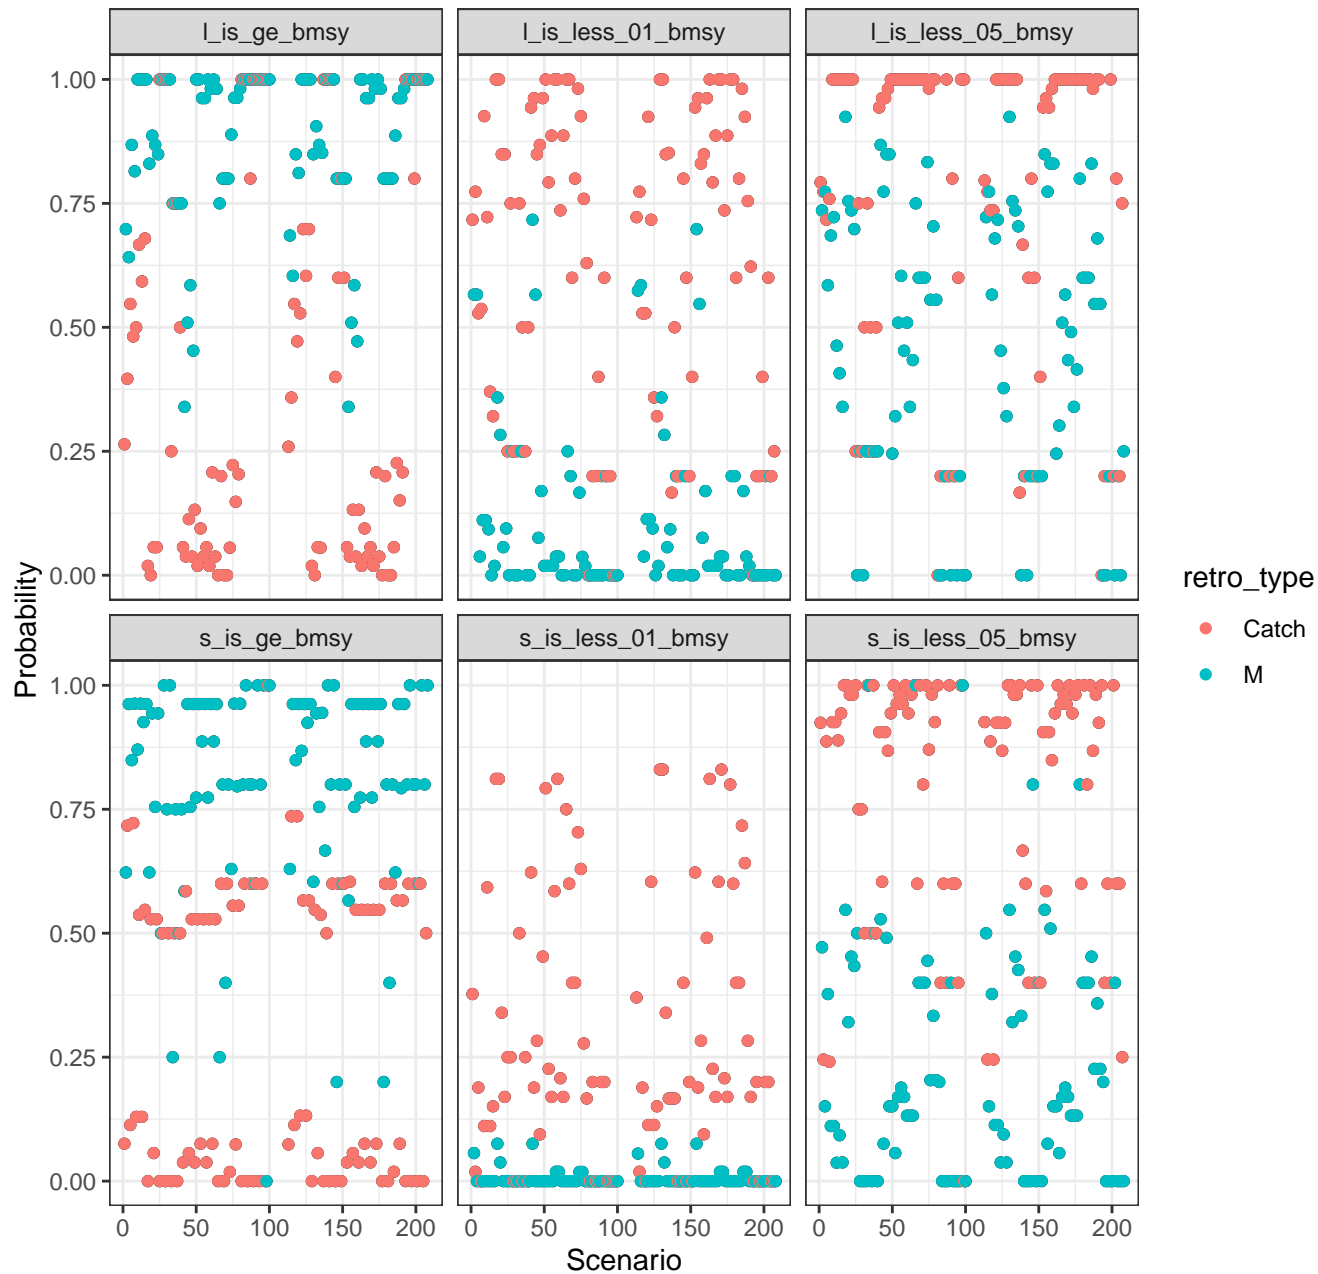 l_is_ge_bmsy l_is_less_01_bmsy l_is_less_05_bmsy
1.00
0.75
0.50
0.25
0.00
s_is_ge_bmsy s_is_less_01_bmsy s_is_less_05_bmsy
1.00
0.75
0.50
0.25
0.00
0 50 100 150 200 0 50 100 150 200 0 50 100 150 200
Scenario
Probability
retro_type
Catch
M